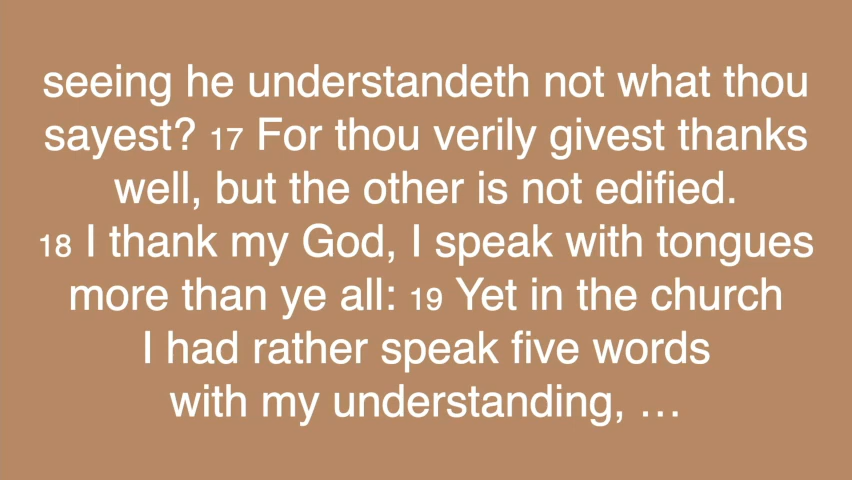 seeing he understandeth not what thou
sayest? 17 For thou verily givest thanks
well, but the other is not edified.
18 I thank my God, I speak with tongues
more than ye all: 19 Yet in the church
I had rather speak five words
with my understanding, …